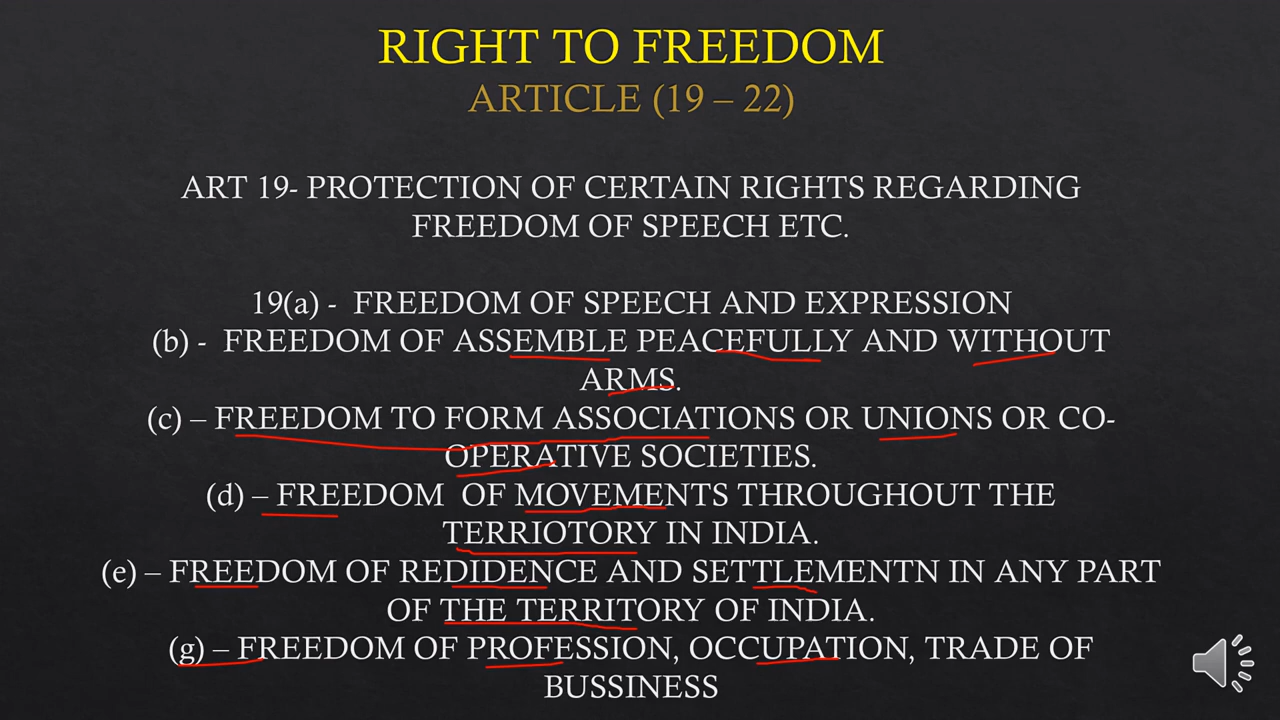 RIGHT TO FREEDOM
ARTICLE (19 – 22)
ART 19- PROTECTION OF CERTAIN RIGHTS REGARDING
FREEDOM OF SPEECH ETC.
19(a) - FREEDOM OF SPEECH AND EXPRESSION
(b) - FREEDOM OF ASSEMBLE PEACEFULLY AND WITHOUT
ARMS.
(c) – FREEDOM TO FORM ASSOCIATIONS OR UNIONS OR CO-
OPERATIVE SOCIETIES.
(d) – FREEDOM OF MOVEMENTS THROUGHOUT THE
TERRIOTORY IN INDIA.
(e) – FREEDOM OF REDIDENCE AND SETTLEMENTN IN ANY PART
OF THE TERRITORY OF INDIA.
(g) – FREEDOM OF PROFESSION, OCCUPATION, TRADE OF
BUSSINESS